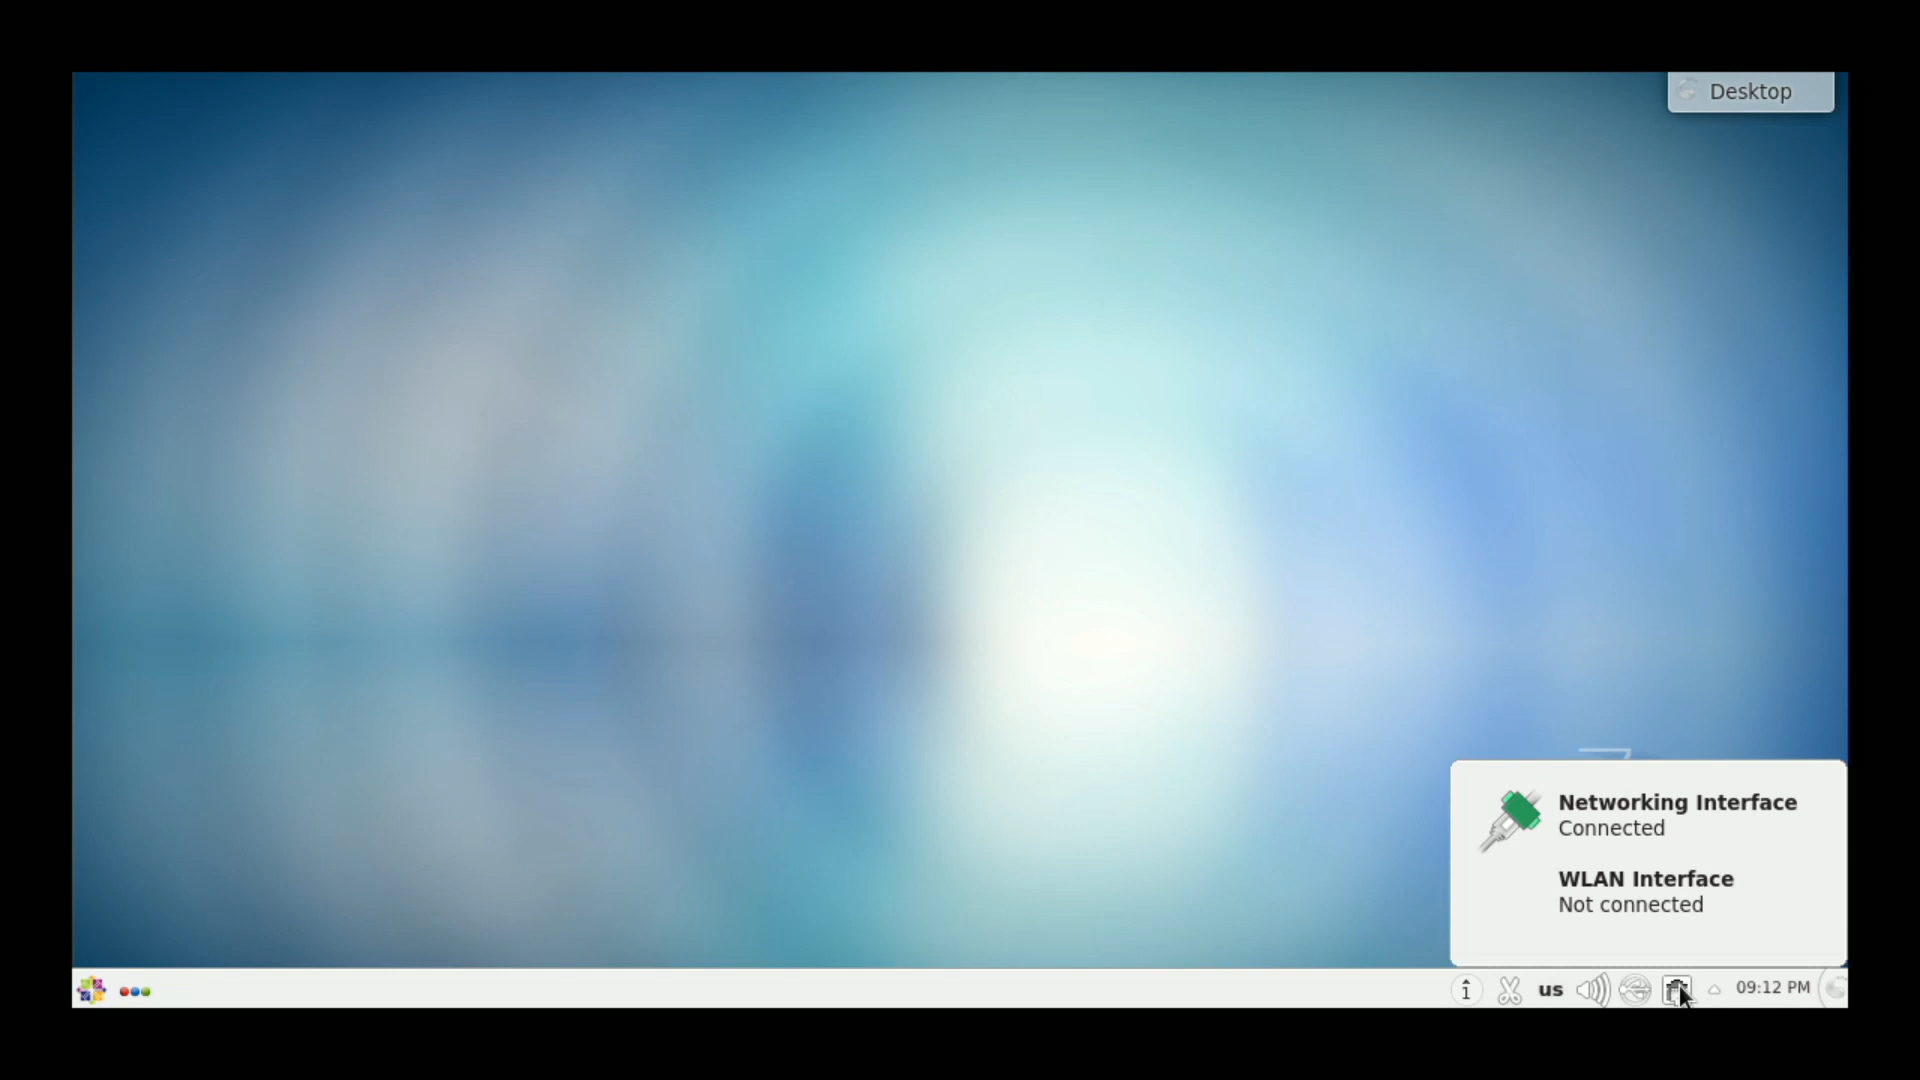 Desktop
Networking Interface
Connected
WLAN Interface
Not connected
us
09:12 PM